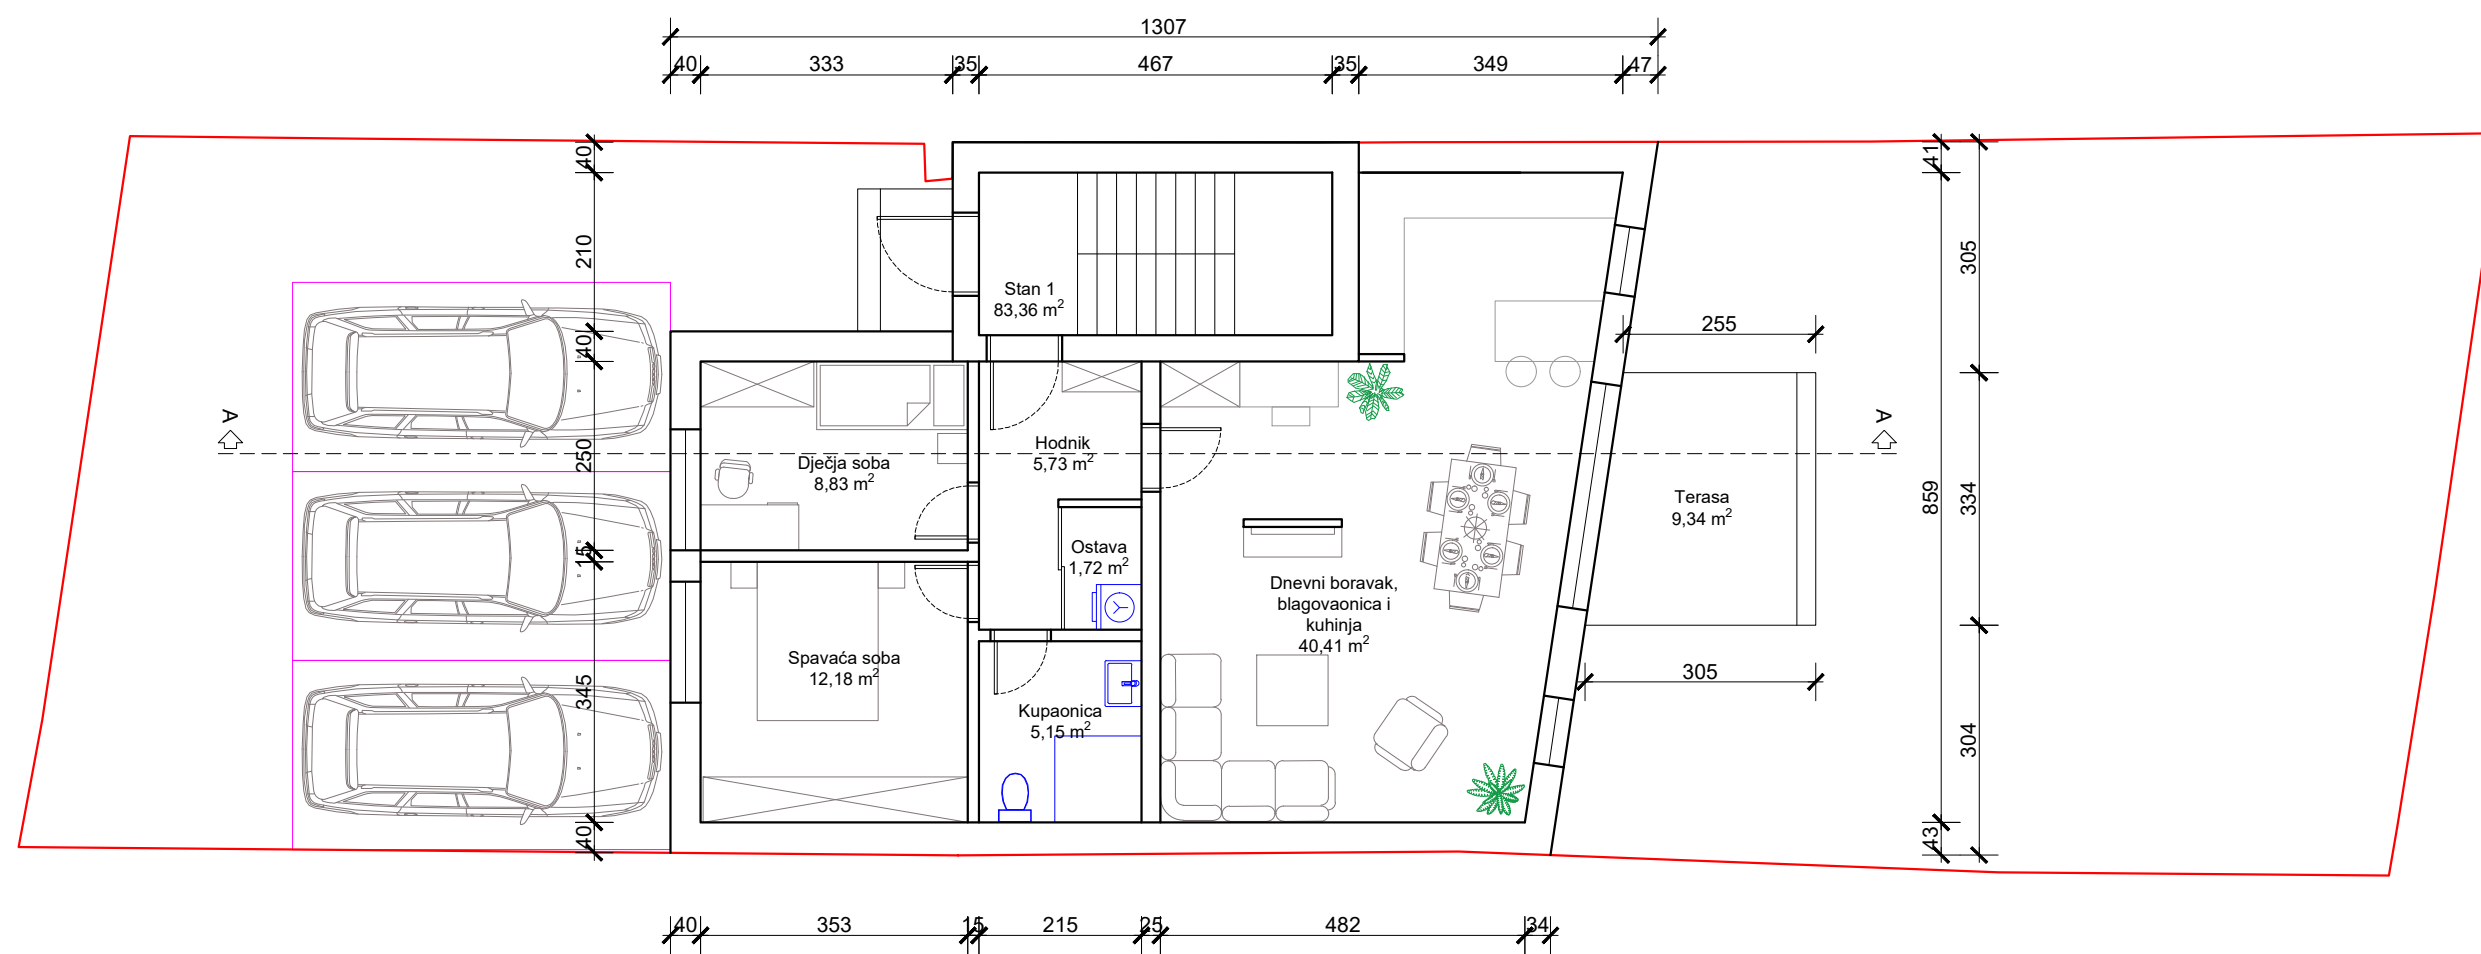 1307
40 333 35 467 35 349 47
40
210
40
250
15
345
40
41
859
43
305
334
304
255
305
A
A
Stan 1
83,36 m²
Hodnik
5,73 m²
Dječja soba
8,83 m²
Ostava
1,72 m²
Terasa
9,34 m²
Dnevni boravak,
blagovaonica i
kuhinja
40,41 m²
Spavaća soba
12,18 m²
Kupaonica
5,15 m²
40 353 15 215 25 482 34